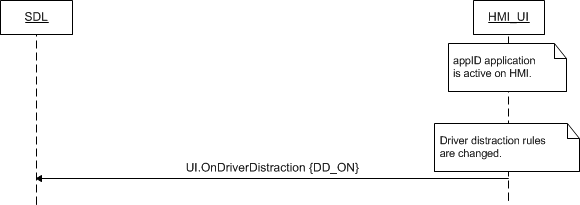 SDL
HMI_UI
appID application
is active on HMI.
Driver distraction rules
are changed.
UI.OnDriverDistraction {DD_ON}